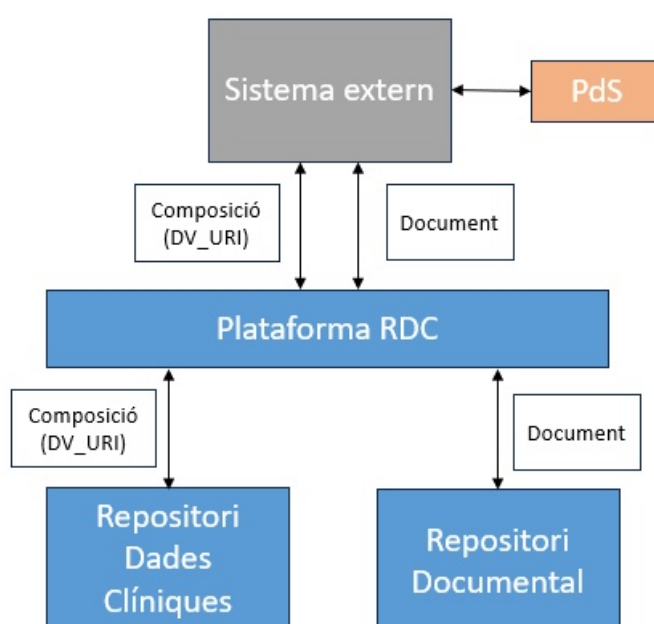 Sistema extern
PdS
Composició
(DV_URI)
Document
Plataforma RDC
Composició
(DV_URI)
Document
Repositori
Dades
Clíniques
Repositori
Documental